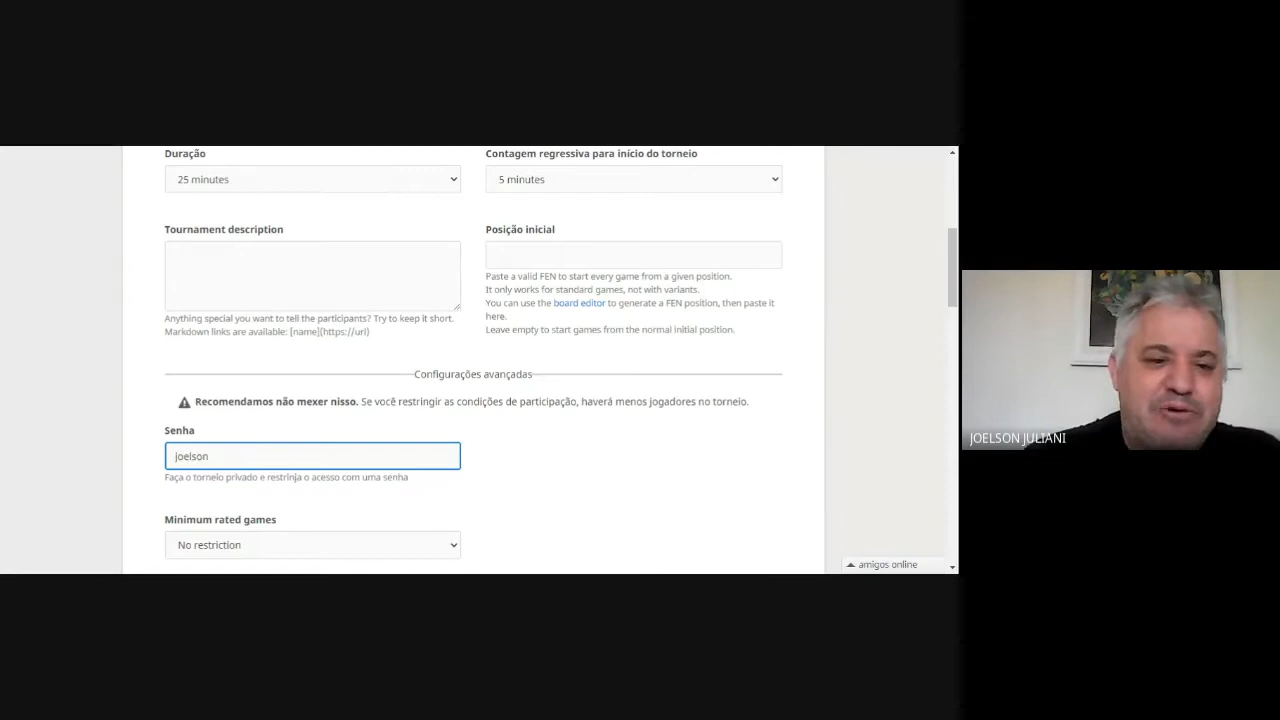 Duração
Contagem regressiva para início do torneio
25 minutes
5 minutes
Tournament description
Posição inicial
Paste a valid FEN to start every game from a given position.
It only works for standard games, not with variants.
You can use the board editor to generate a FEN position, then paste it
here.
Leave empty to start games from the normal initial position.
Anything special you want to tell the participants? Try to keep it short.
Markdown links are available: [name](https://url)
Configurações avançadas
Recomendamos não mexer nisso. Se você restringir as condições de participação, haverá menos jogadores no torneio.
Senha
joelson
Faça o torneio privado e restrinja o acesso com uma senha
Minimum rated games
No restriction
amigos online
JOELSON JULIANI